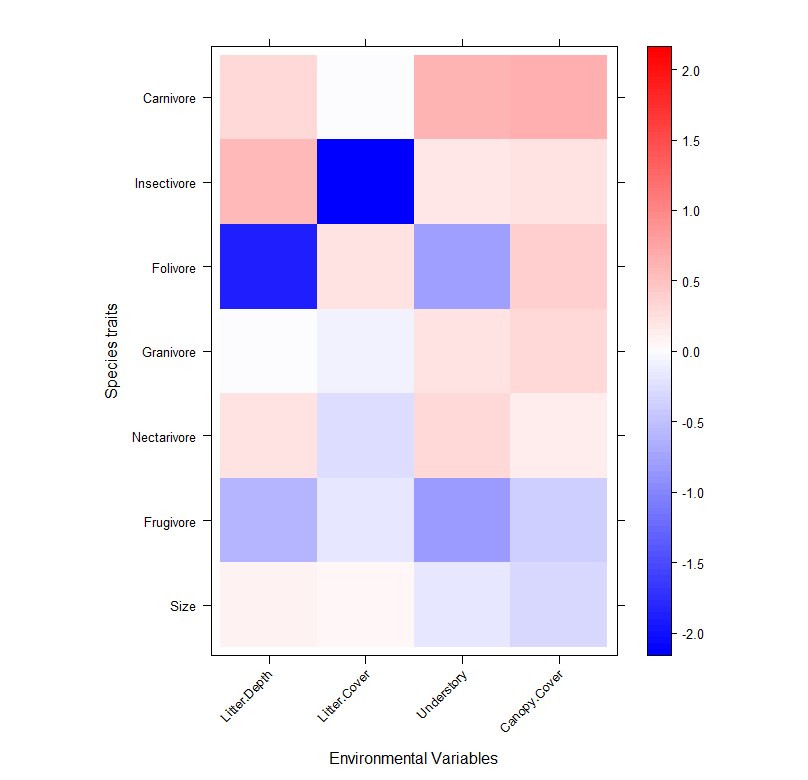 Carnivore
Insectivore
Folivore
Granivore
Nectarivore
Frugivore
Size
Species traits
Litter.Depth
Litter.Cover
Understory
Canopy.Cover
Environmental Variables
2.0
1.5
1.0
0.5
0.0
-0.5
-1.0
-1.5
-2.0